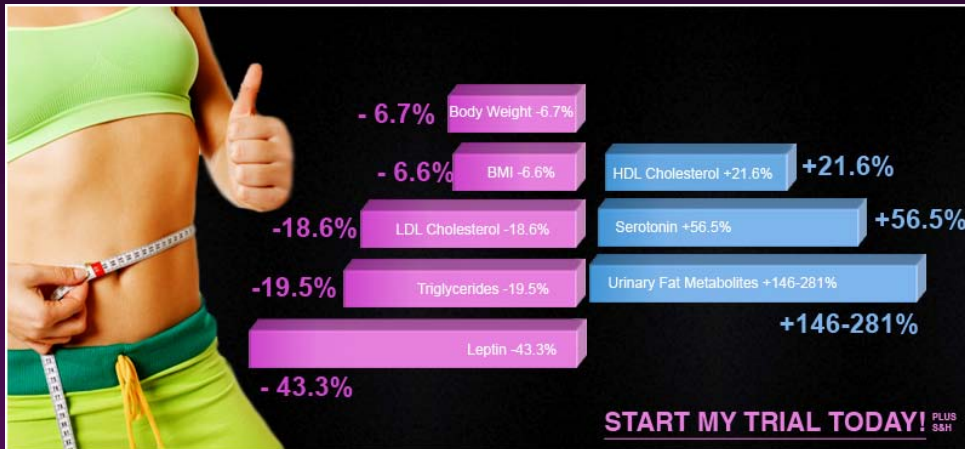 - 6.7%
Body Weight -6.7%
- 6.6%
BMI -6.6%
HDL Cholesterol +21.6%
+21.6%
-18.6%
LDL Cholesterol -18.6%
Serotonin +56.5%
+56.5%
-19.5%
Triglycerides -19.5%
Urinary Fat Metabolites +146-281%
+146-281%
Leptin -43.3%
- 43.3%
START MY TRIAL TODAY! PLUS
S&H